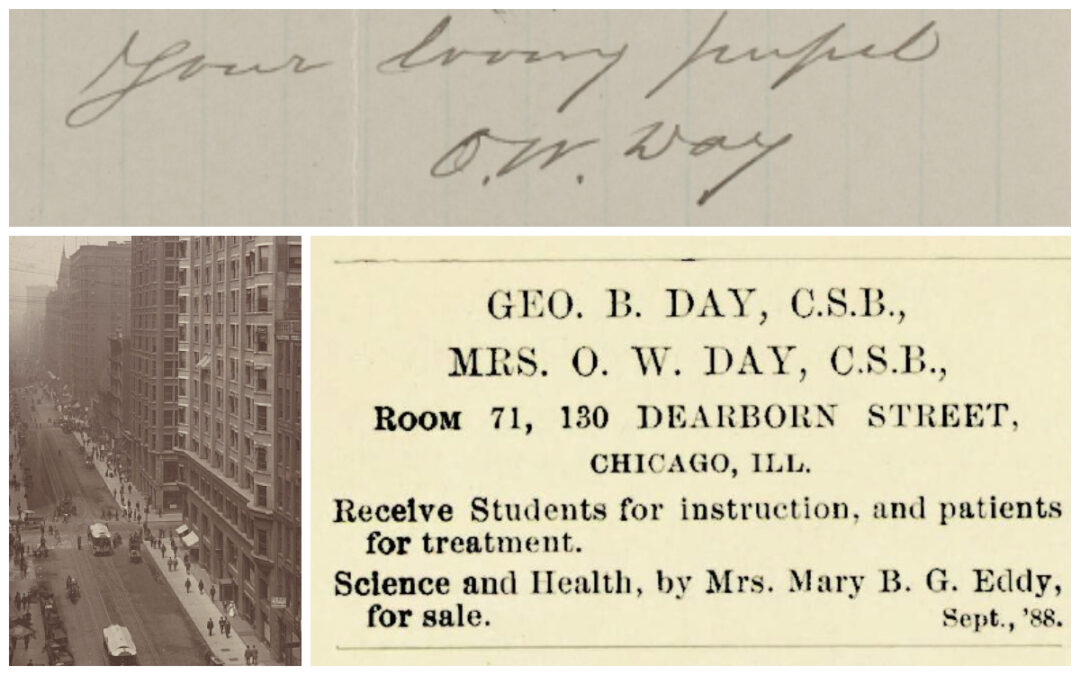 Your loving pupil
O. W. Day
GEO. B. DAY, C.S.B.,
MRS. O. W. DAY, C.S.B.,
ROOM 71, 130 DEARBORN STREET,
CHICAGO, ILL.
Receive Students for instruction, and patients
for treatment.
Science and Health, by Mrs. Mary B. G. Eddy,
for sale. Sept., '88.